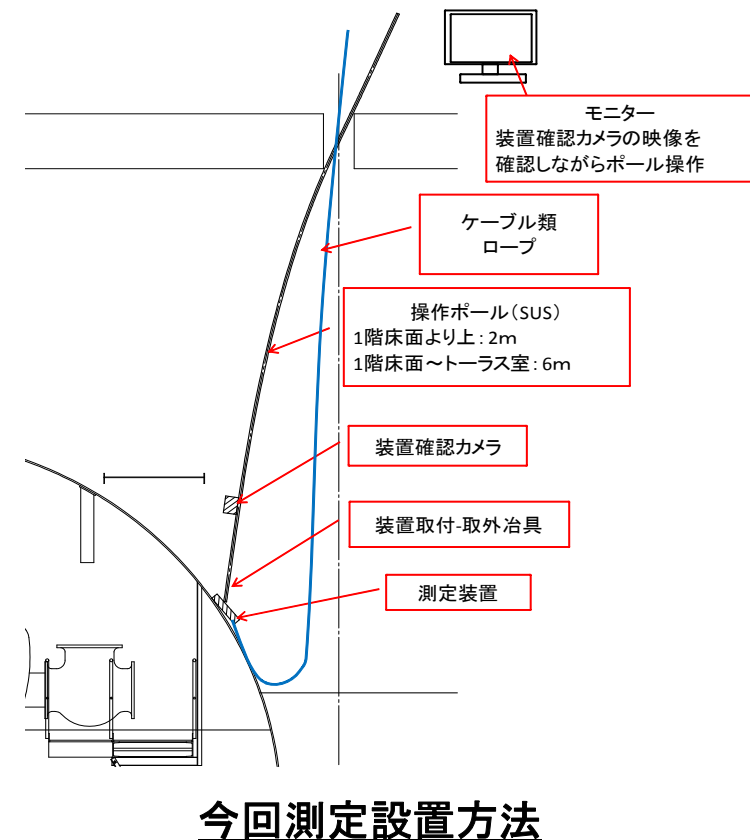 モニター
装置確認カメラの映像を
確認しながらポール操作
ケーブル類
ロープ
操作ポール(SUS)
1階床面より上:2m
1階床面~トーラス室:6m
装置確認カメラ
装置取付-取外冶具
測定装置
今回測定設置方法